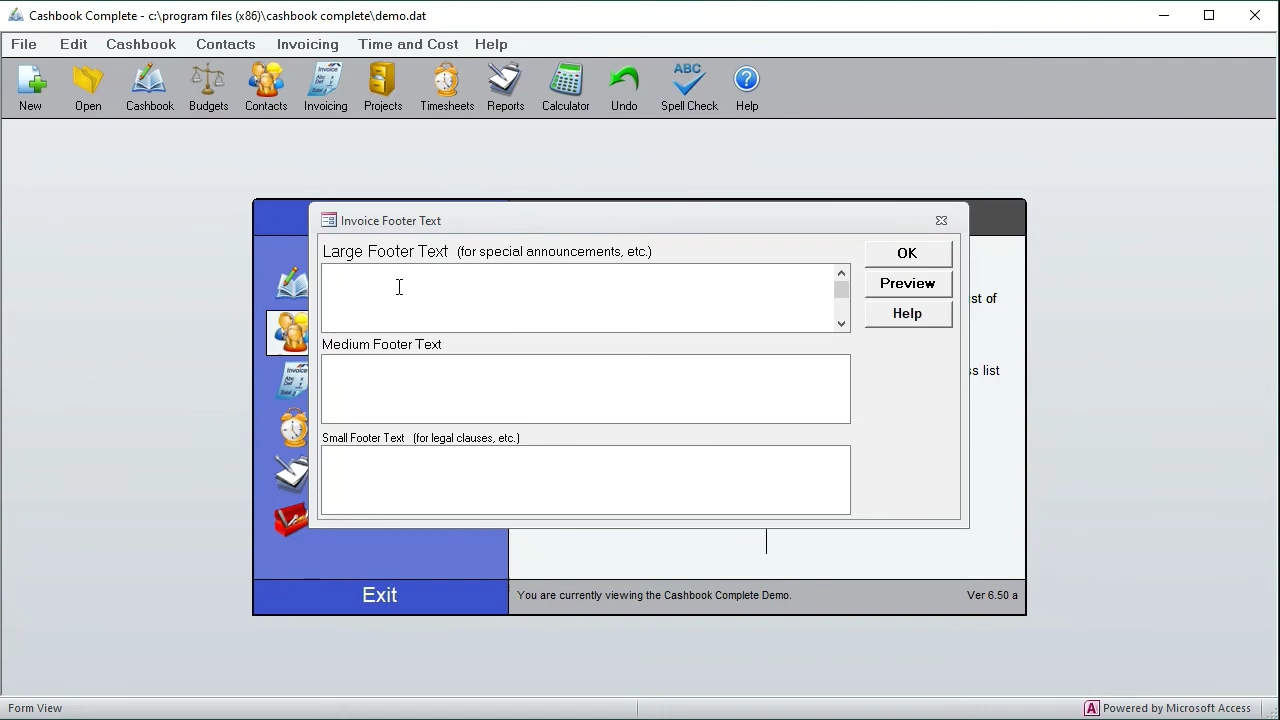 Cashbook Complete - c:\program files (x86)\cashbook complete\demo.dat
File Edit Cashbook Contacts Invoicing Time and Cost Help
New Open Cashbook Budgets Contacts Invoicing Projects Timesheets Reports Calculator Undo Spell Check Help
Invoice Footer Text
Large Footer Text (for special announcements, etc.)
OK
Preview
Help
st of
Medium Footer Text
ss list
Small Footer Text (for legal clauses, etc.)
Exit
You are currently viewing the Cashbook Complete Demo.
Ver 6.50 a
Form View
Powered by Microsoft Access